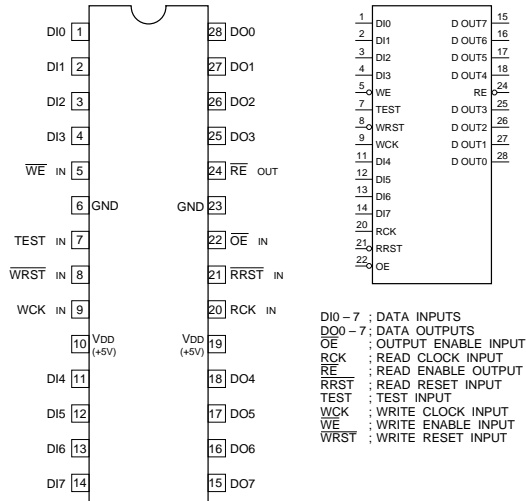 DI0 1 28 DO0
DI1 2 27 DO1
DI2 3 26 DO2
DI3 4 25 DO3
WE IN 5 24 RE OUT
6 GND GND 23
TEST IN 7 22 OE IN
WRST IN 8 21 RRST IN
WCK IN 9 20 RCK IN
10 VDD (+5V) VDD (+5V) 19
DI4 11 18 DO4
DI5 12 17 DO5
DI6 13 16 DO6
DI7 14 15 DO7
1 DI0 D OUT7 15
2 DI1 D OUT6 16
3 DI2 D OUT5 17
4 DI3 D OUT4 18
5 WE RE 24
7 TEST D OUT3 25
8 WRST D OUT2 26
9 WCK D OUT1 27
11 DI4 D OUT0 28
12 DI5
13 DI6
14 DI7
20 RCK
21 RRST
22 OE
DI0 – 7 ; DATA INPUTS
DO0 – 7 ; DATA OUTPUTS
OE ; OUTPUT ENABLE INPUT
RCK ; READ CLOCK INPUT
RE ; READ ENABLE OUTPUT
RRST ; READ RESET INPUT
TEST ; TEST INPUT
WCK ; WRITE CLOCK INPUT
WE ; WRITE ENABLE INPUT
WRST ; WRITE RESET INPUT